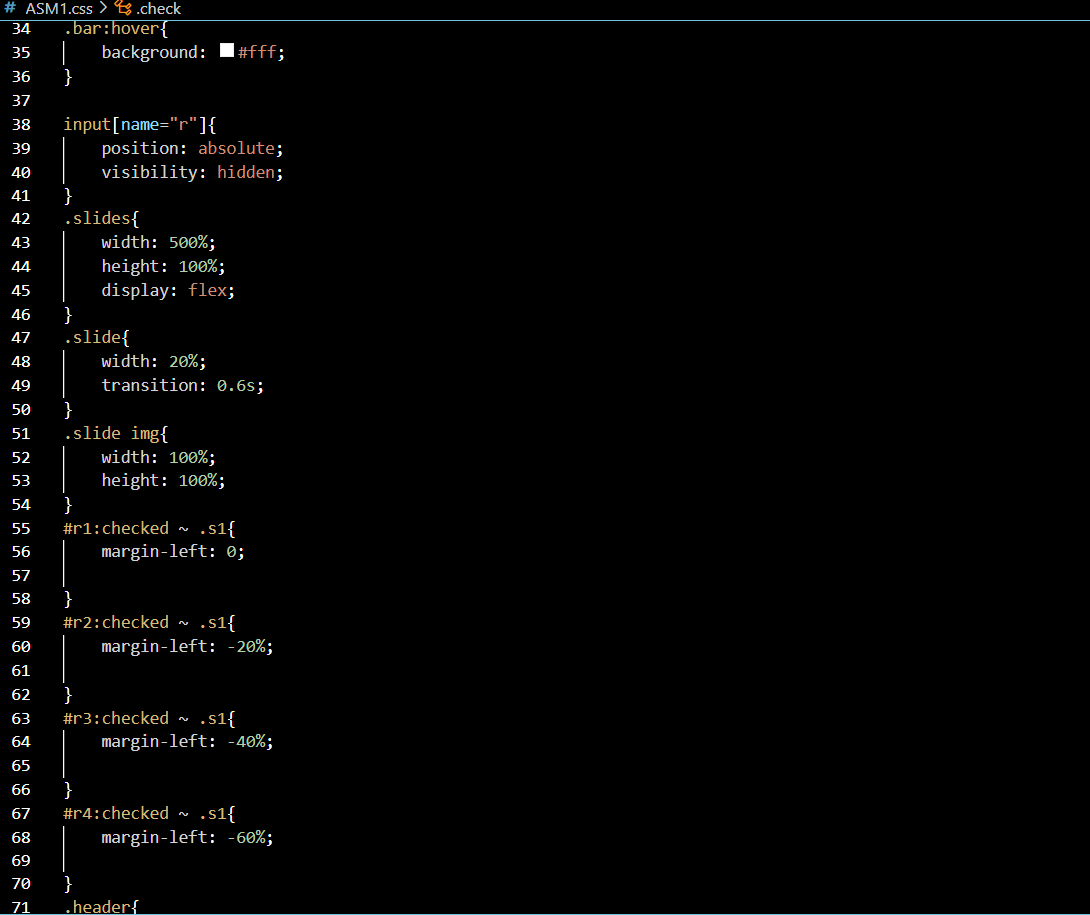 # ASM1.css > .check
34 .bar:hover{
35 background: #fff;
36 }
37
38 input[name="r"]{
39 position: absolute;
40 visibility: hidden;
41 }
42 .slides{
43 width: 500%;
44 height: 100%;
45 display: flex;
46 }
47 .slide{
48 width: 20%;
49 transition: 0.6s;
50 }
51 .slide img{
52 width: 100%;
53 height: 100%;
54 }
55 #r1:checked ~ .s1{
56 margin-left: 0;
57
58 }
59 #r2:checked ~ .s1{
60 margin-left: -20%;
61
62 }
63 #r3:checked ~ .s1{
64 margin-left: -40%;
65
66 }
67 #r4:checked ~ .s1{
68 margin-left: -60%;
69
70 }
71 .header{